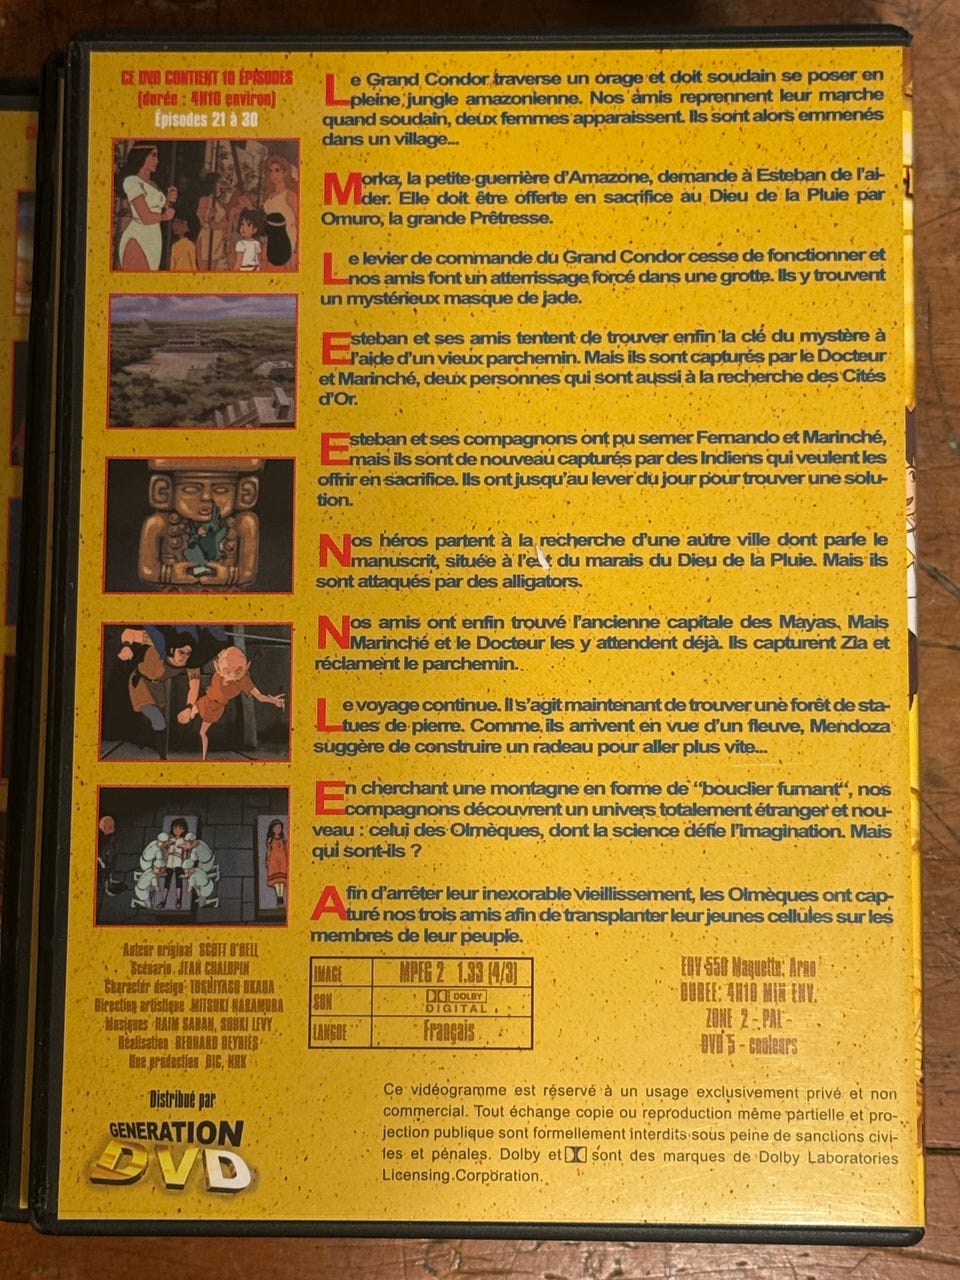 CE DVD CONTIENT 10 ÉPISODES
(durée : 4H10 environ)
Épisodes 21 à 30
Le Grand Condor traverse un orage et doit soudain se poser en
pleine jungle amazonienne. Nos amis reprennent leur marche
quand soudain, deux femmes apparaissent. Ils sont alors emmenés
dans un village...
Morka, la petite guerrière d'Amazone, demande à Esteban de l'ai-
der. Elle doit être offerte en sacrifice au Dieu de la Pluie par
Omuro, la grande Prêtresse.
Le levier de commande du Grand Condor cesse de fonctionner et
nos amis font un atterrissage forcé dans une grotte. Ils y trouvent
un mystérieux masque de jade.
Esteban et ses amis tentent de trouver enfin la clé du mystère à
l'aide d'un vieux parchemin. Mais ils sont capturés par le Docteur
et Marinché, deux personnes qui sont aussi à la recherche des Cités
d'Or.
Esteban et ses compagnons ont pu semer Fernando et Marinché,
mais ils sont de nouveau capturés par des Indiens qui veulent les
offrir en sacrifice. Ils ont jusqu'au lever du jour pour trouver une solu-
tion.
Nos héros partent à la recherche d'une autre ville dont parle le
manuscrit, située à l'est du marais du Dieu de la Pluie. Mais ils
sont attaqués par des alligators.
Nos amis ont enfin trouvé l'ancienne capitale des Mayas. Mais
Marinché et le Docteur les y attendent déjà. Ils capturent Zia et
réclament le parchemin.
Le voyage continue. Il s'agit maintenant de trouver une forêt de sta-
tues de pierre. Comme ils arrivent en vue d'un fleuve, Mendoza
suggère de construire un radeau pour aller plus vite...
En cherchant une montagne en forme de "bouclier fumant", nos
compagnons découvrent un univers totalement étranger et nou-
veau : celui des Olmèques, dont la science défie l'imagination. Mais
qui sont-ils ?
Afin d'arrêter leur inexorable vieillissement, les Olmèques ont cap-
turé nos trois amis afin de transplanter leur jeunes cellules sur les
membres de leur peuple.
Auteur original SCOTT O'DELL
Scénario JEAN CHALOPIN
Character design TOSHIYASU OKADA
Direction artistique MITSUKI NAKAMURA
Musiques HAIM SABAN, SHUKI LEVY
Réalisation BERNARD DEYRIÈS
Une production DIC, NHK
IMAGE MPEG 2 1.33 (4/3)
SON DOLBY DIGITAL
LANGUE Français
EDV 550 Maquette: Arno
DUREE: 4H10 MIN ENV.
ZONE 2 - PAL -
DVD 5 - couleurs
Distribué par
GENERATION
DVD
Ce vidéogramme est réservé à un usage exclusivement privé et non
commercial. Tout échange copie ou reproduction même partielle et pro-
jection publique sont formellement interdits sous peine de sanctions civi-
les et pénales. Dolby et sont des marques de Dolby Laboratories
Licensing Corporation.